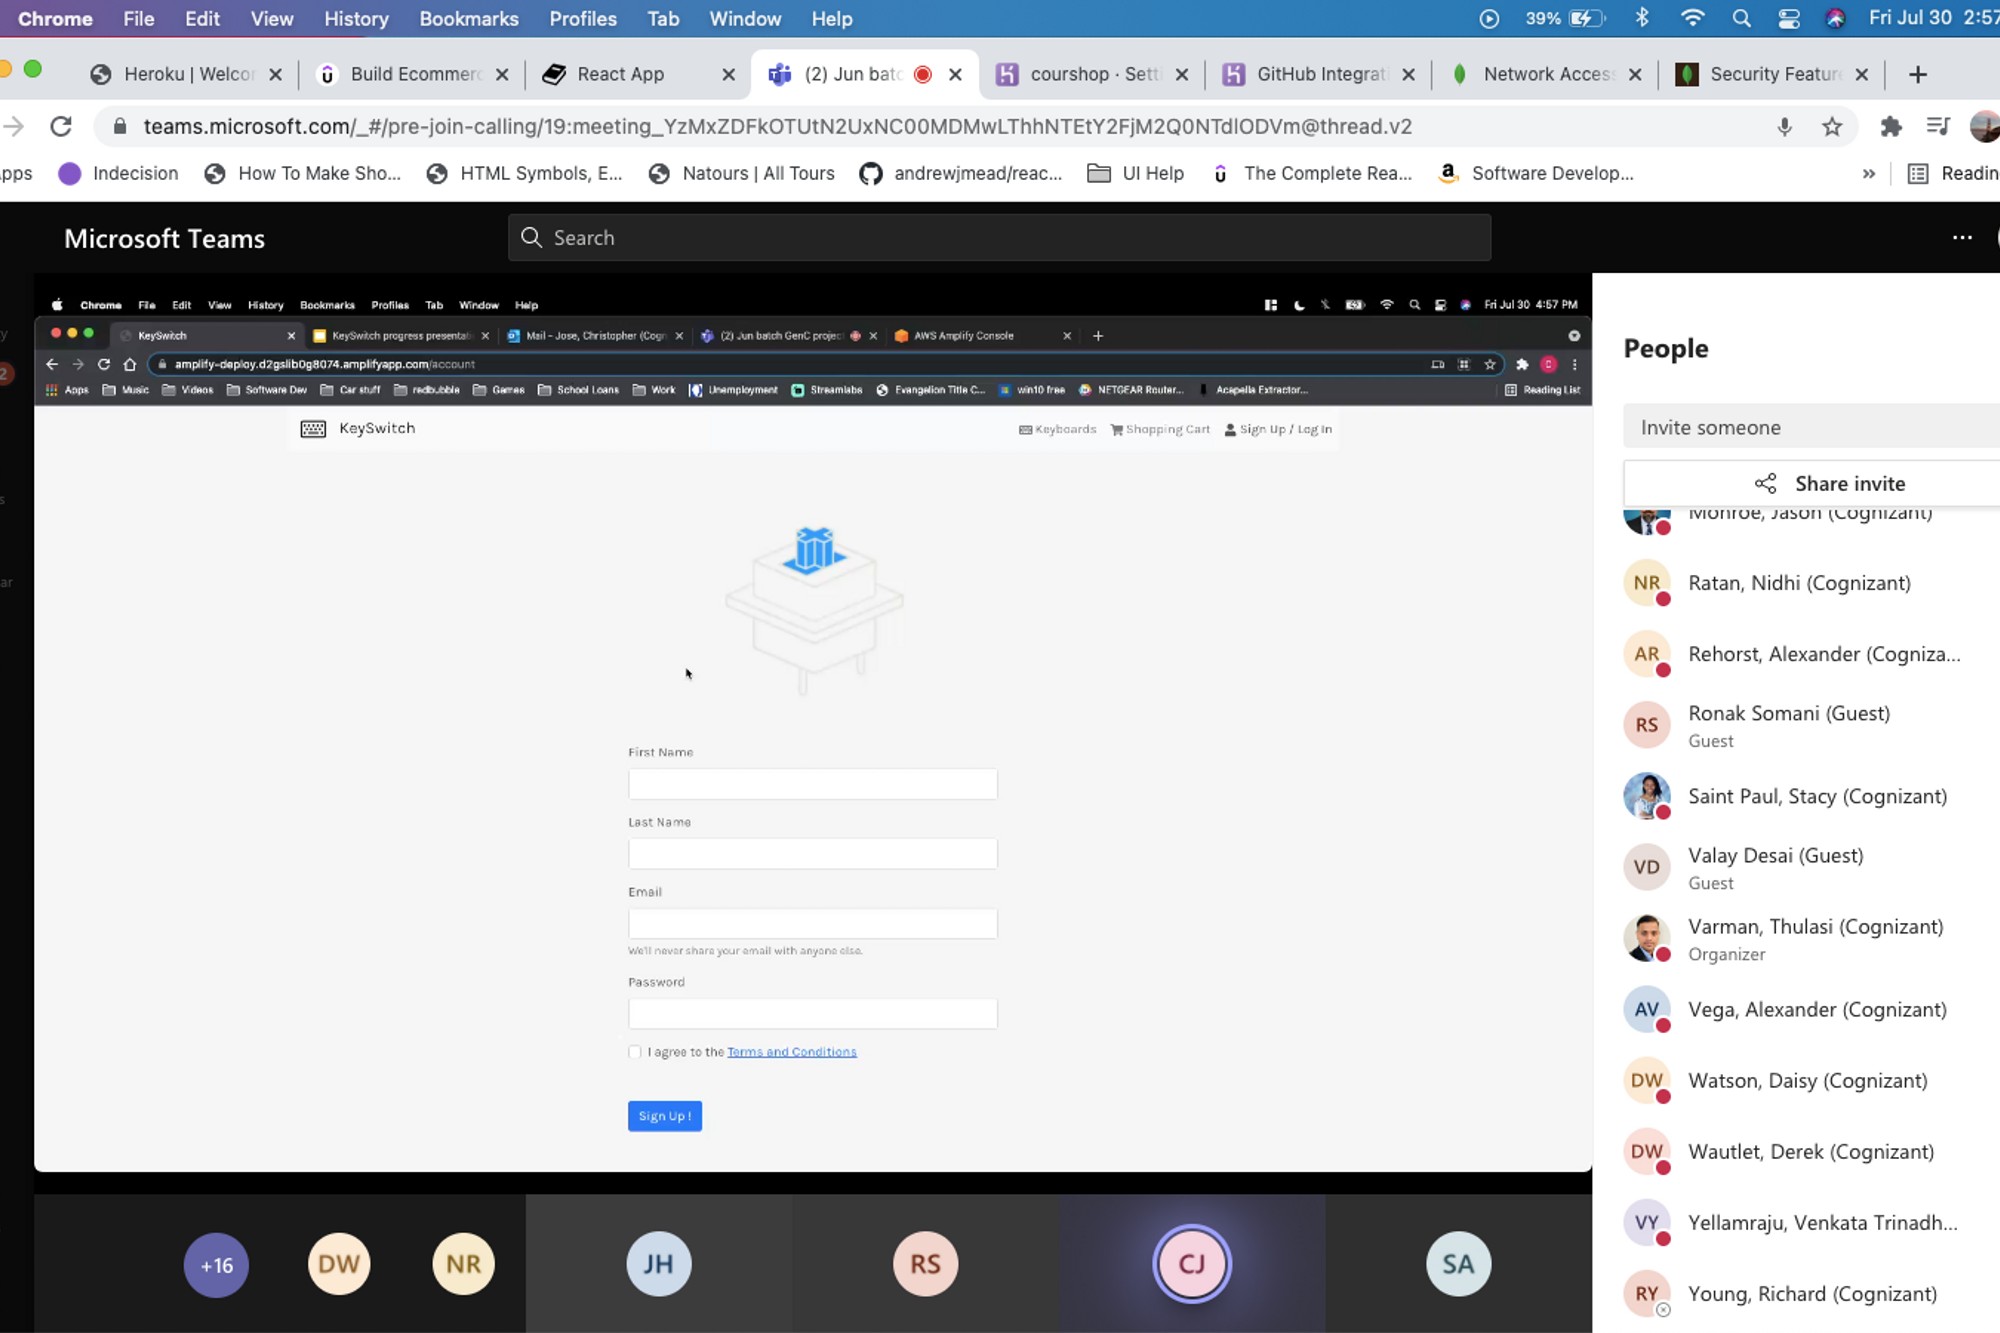 Chrome File Edit View History Bookmarks Profiles Tab Window Help 39% Fri Jul 30 2:57
Heroku | Welco Build Ecommerc React App (2) Jun batc courshop · Setti GitHub Integrati Network Access Security Feature
teams.microsoft.com/_#/pre-join-calling/19:meeting_YzMxZDFkOTUtN2UxNC00MDMwLThhNTEtY2FjM2Q0NTdlODVm@thread.v2
pps Indecision How To Make Sho... HTML Symbols, E... Natours | All Tours andrewjmead/reac... UI Help The Complete Rea... Software Develop... » Readin
Microsoft Teams Search ...
Chrome File Edit View History Bookmarks Profiles Tab Window Help Fri Jul 30 4:57 PM
KeySwitch KeySwitch progress presentati Mail - Jose, Christopher (Cogn (2) Jun batch GenC projec AWS Amplify Console
amplify-deploy.d2gslib0g8074.amplifyapp.com/account
Apps Music Videos Software Dev Car stuff redbubble Games School Loans Work Unemployment Streamlabs Evangelion Title C... win10 free NETGEAR Router... Acapella Extractor... Reading List
KeySwitch Keyboards Shopping Cart Sign Up / Log In
First Name
Last Name
Email
We'll never share your email with anyone else.
Password
I agree to the Terms and Conditions
Sign Up !
+16 DW NR JH RS CJ SA
y
2
s
ar
People
Invite someone
Share invite
Monroe, Jason (Cognizant)
NR Ratan, Nidhi (Cognizant)
AR Rehorst, Alexander (Cogniza...
RS Ronak Somani (Guest)
Guest
Saint Paul, Stacy (Cognizant)
VD Valay Desai (Guest)
Guest
Varman, Thulasi (Cognizant)
Organizer
AV Vega, Alexander (Cognizant)
DW Watson, Daisy (Cognizant)
DW Wautlet, Derek (Cognizant)
VY Yellamraju, Venkata Trinadh...
RY Young, Richard (Cognizant)